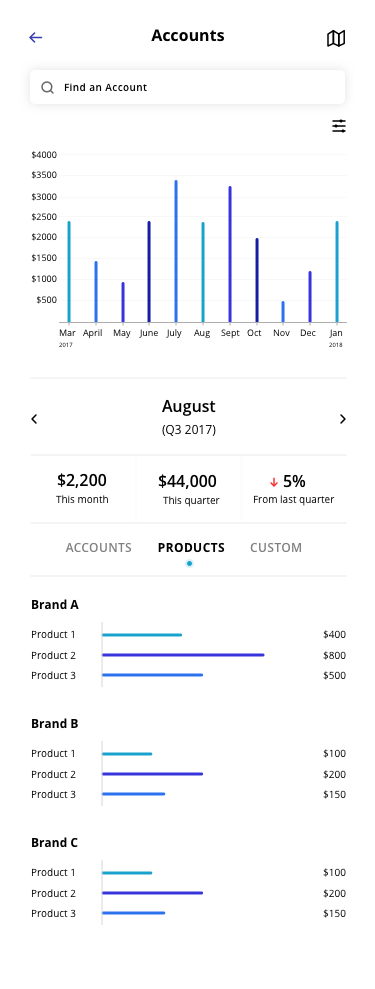 Accounts
Find an Account
$4000
$3500
$3000
$2500
$2000
$1500
$1000
$500
Mar April May June July Aug Sept Oct Nov Dec Jan
2017 2018
August
(Q3 2017)
$2,200 $44,000 5%
This month This quarter From last quarter
ACCOUNTS PRODUCTS CUSTOM
Brand A
Product 1 $400
Product 2 $800
Product 3 $500
Brand B
Product 1 $100
Product 2 $200
Product 3 $150
Brand C
Product 1 $100
Product 2 $200
Product 3 $150